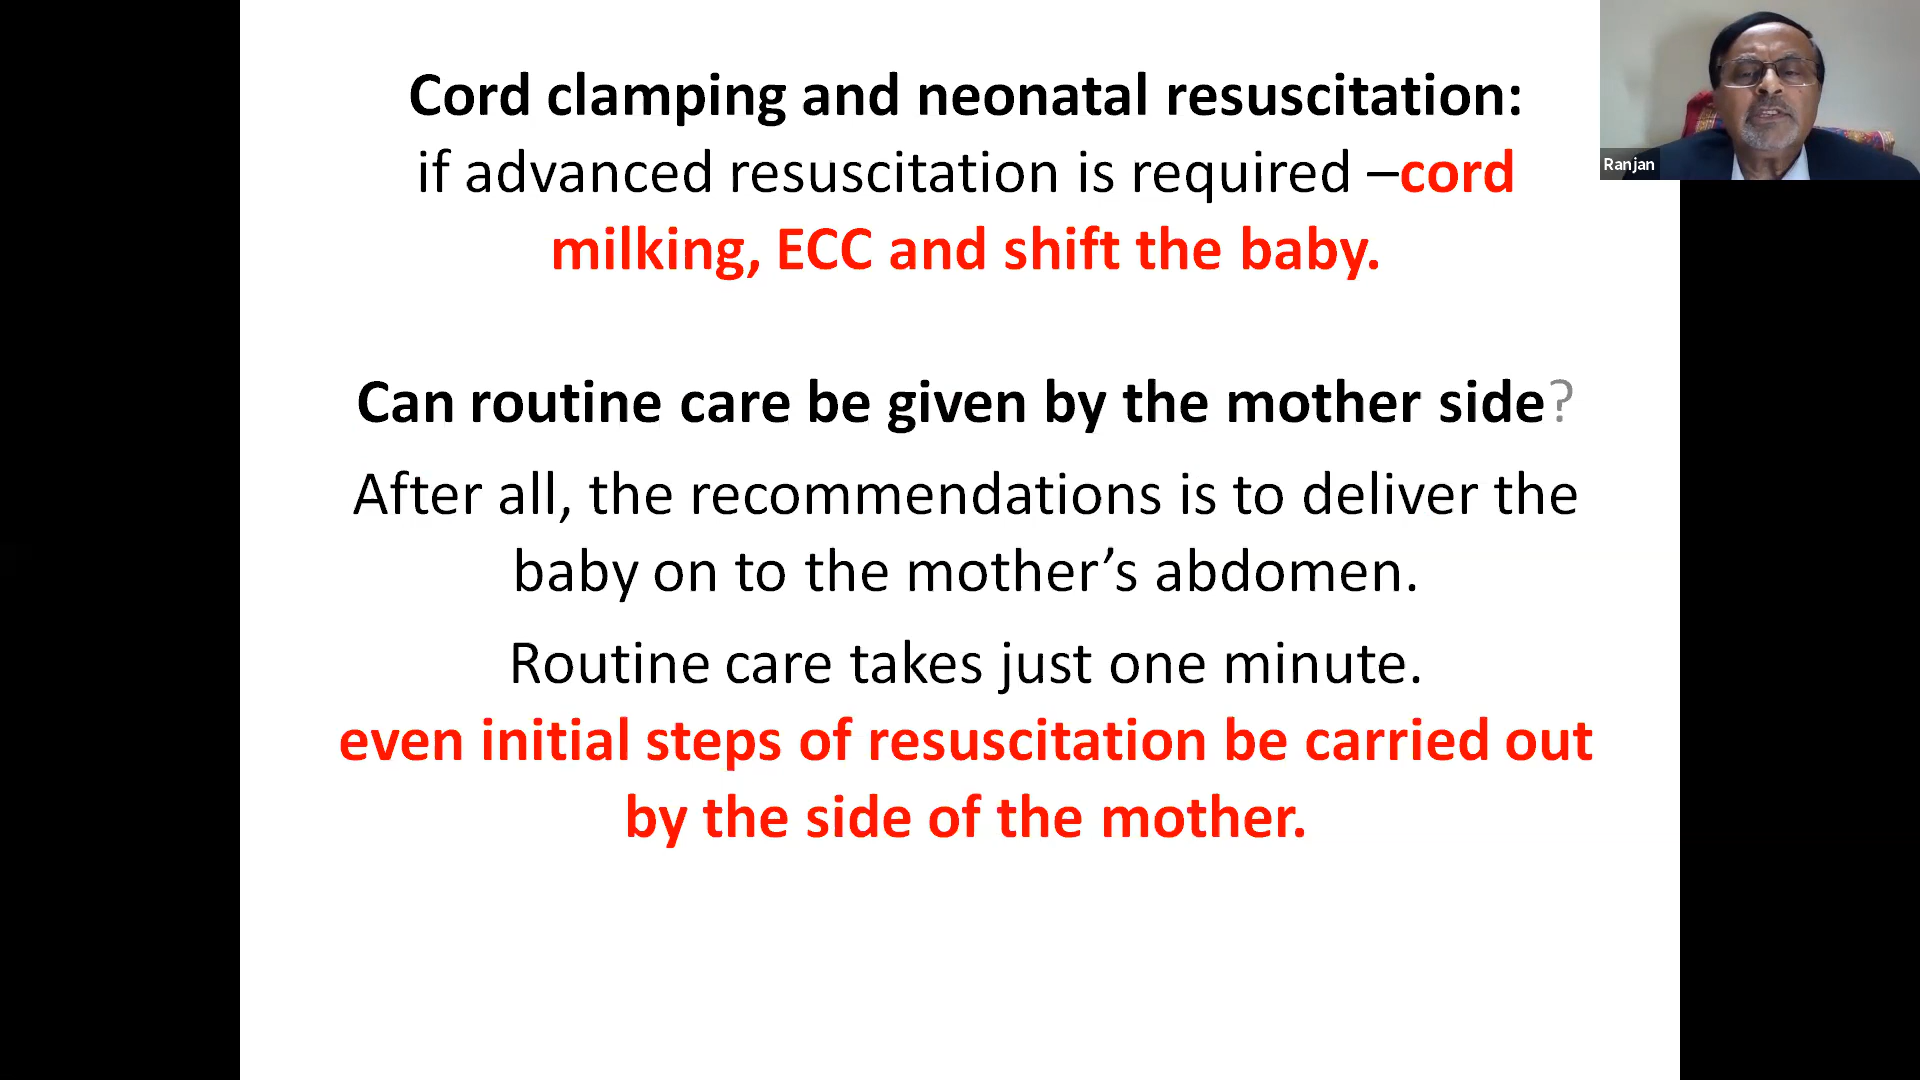 Cord clamping and neonatal resuscitation:
if advanced resuscitation is required –cord
milking, ECC and shift the baby.
Can routine care be given by the mother side?
After all, the recommendations is to deliver the
baby on to the mother’s abdomen.
Routine care takes just one minute.
even initial steps of resuscitation be carried out
by the side of the mother.
Ranjan